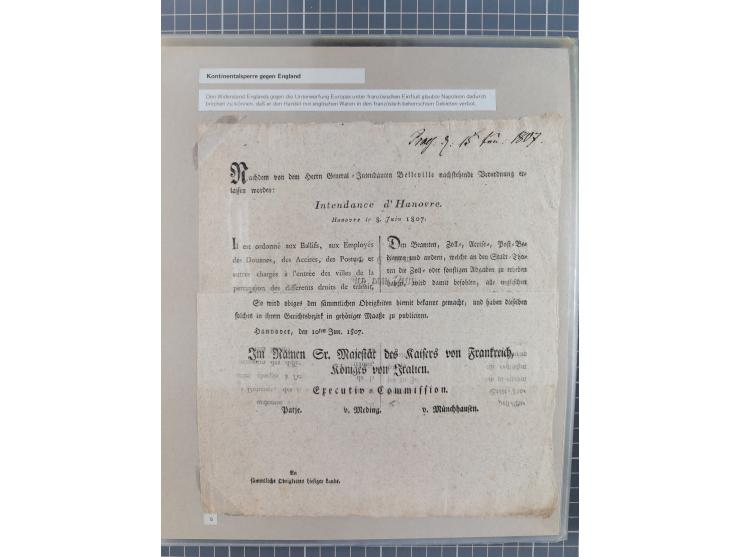 Kontinentalsperre gegen England
Den Widerstand Englands gegen die Unterwerfung Europas unter französischen Einfluß glaubte Napoleon dadurch
brechen zu können, daß er den Handel mit englischen Waren in den französisch beherrschten Gebieten verbot.
1807.
Nachdem von dem Herrn General-Intendanten Belleville nachstehende Verordnung er-
lassen worden:
Intendance d'Hanovre.
Hanovre le 8. Juin 1807.
Il est ordonné aux Baillifs, aux Employés
des Douanes, des Accises, des Postes, et
autres chargés à l'entrée des villes de la
perception des différents droits de
Den Beamten, Zoll-, Accise-, Post-Be-
dienten und andern, welche an den Stadt-Tho-
ren die Zoll- oder sonstigen Abgaben zu erheben
haben, wird damit befohlen, alle englischen
So wird obiges den sämmtlichen Obrigkeiten hiemit bekannt gemacht, und haben dieselben
solches in ihrem Gerichtsbezirk in gehöriger Maaße zu publiciren.
Hannover, den 10ten Jun. 1807.
Im Namen Sr. Majestät des Kaisers von Frankreich,
Königes von Italien.
Executiv-Commission.
Patje. v. Meding. v. Münchhausen.
An
sämmtliche Obrigkeiten hiesiger Lande.